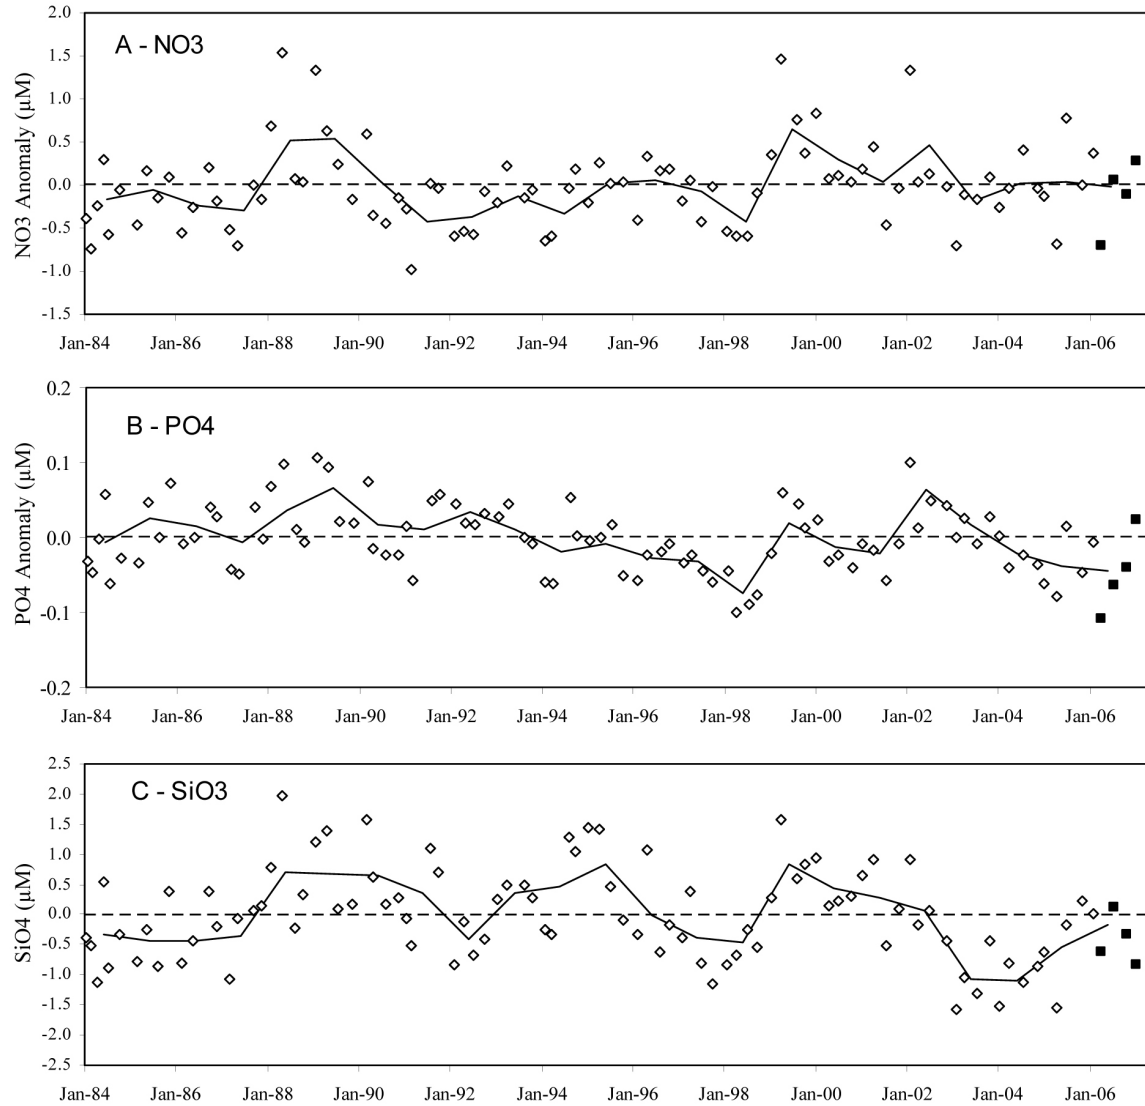 A - NO3
NO3 Anomaly (µM)
2.0
1.5
1.0
0.5
0.0
-0.5
-1.0
-1.5
Jan-84 Jan-86 Jan-88 Jan-90 Jan-92 Jan-94 Jan-96 Jan-98 Jan-00 Jan-02 Jan-04 Jan-06
B - PO4
PO4 Anomaly (µM)
0.2
0.1
0.0
-0.1
-0.2
Jan-84 Jan-86 Jan-88 Jan-90 Jan-92 Jan-94 Jan-96 Jan-98 Jan-00 Jan-02 Jan-04 Jan-06
C - SiO3
SiO4 (µM)
2.5
2.0
1.5
1.0
0.5
0.0
-0.5
-1.0
-1.5
-2.0
-2.5
Jan-84 Jan-86 Jan-88 Jan-90 Jan-92 Jan-94 Jan-96 Jan-98 Jan-00 Jan-02 Jan-04 Jan-06